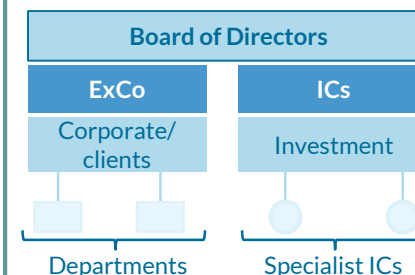 Board of Directors
ExCo
ICs
Corporate/
clients
Investment
Departments
Specialist ICs